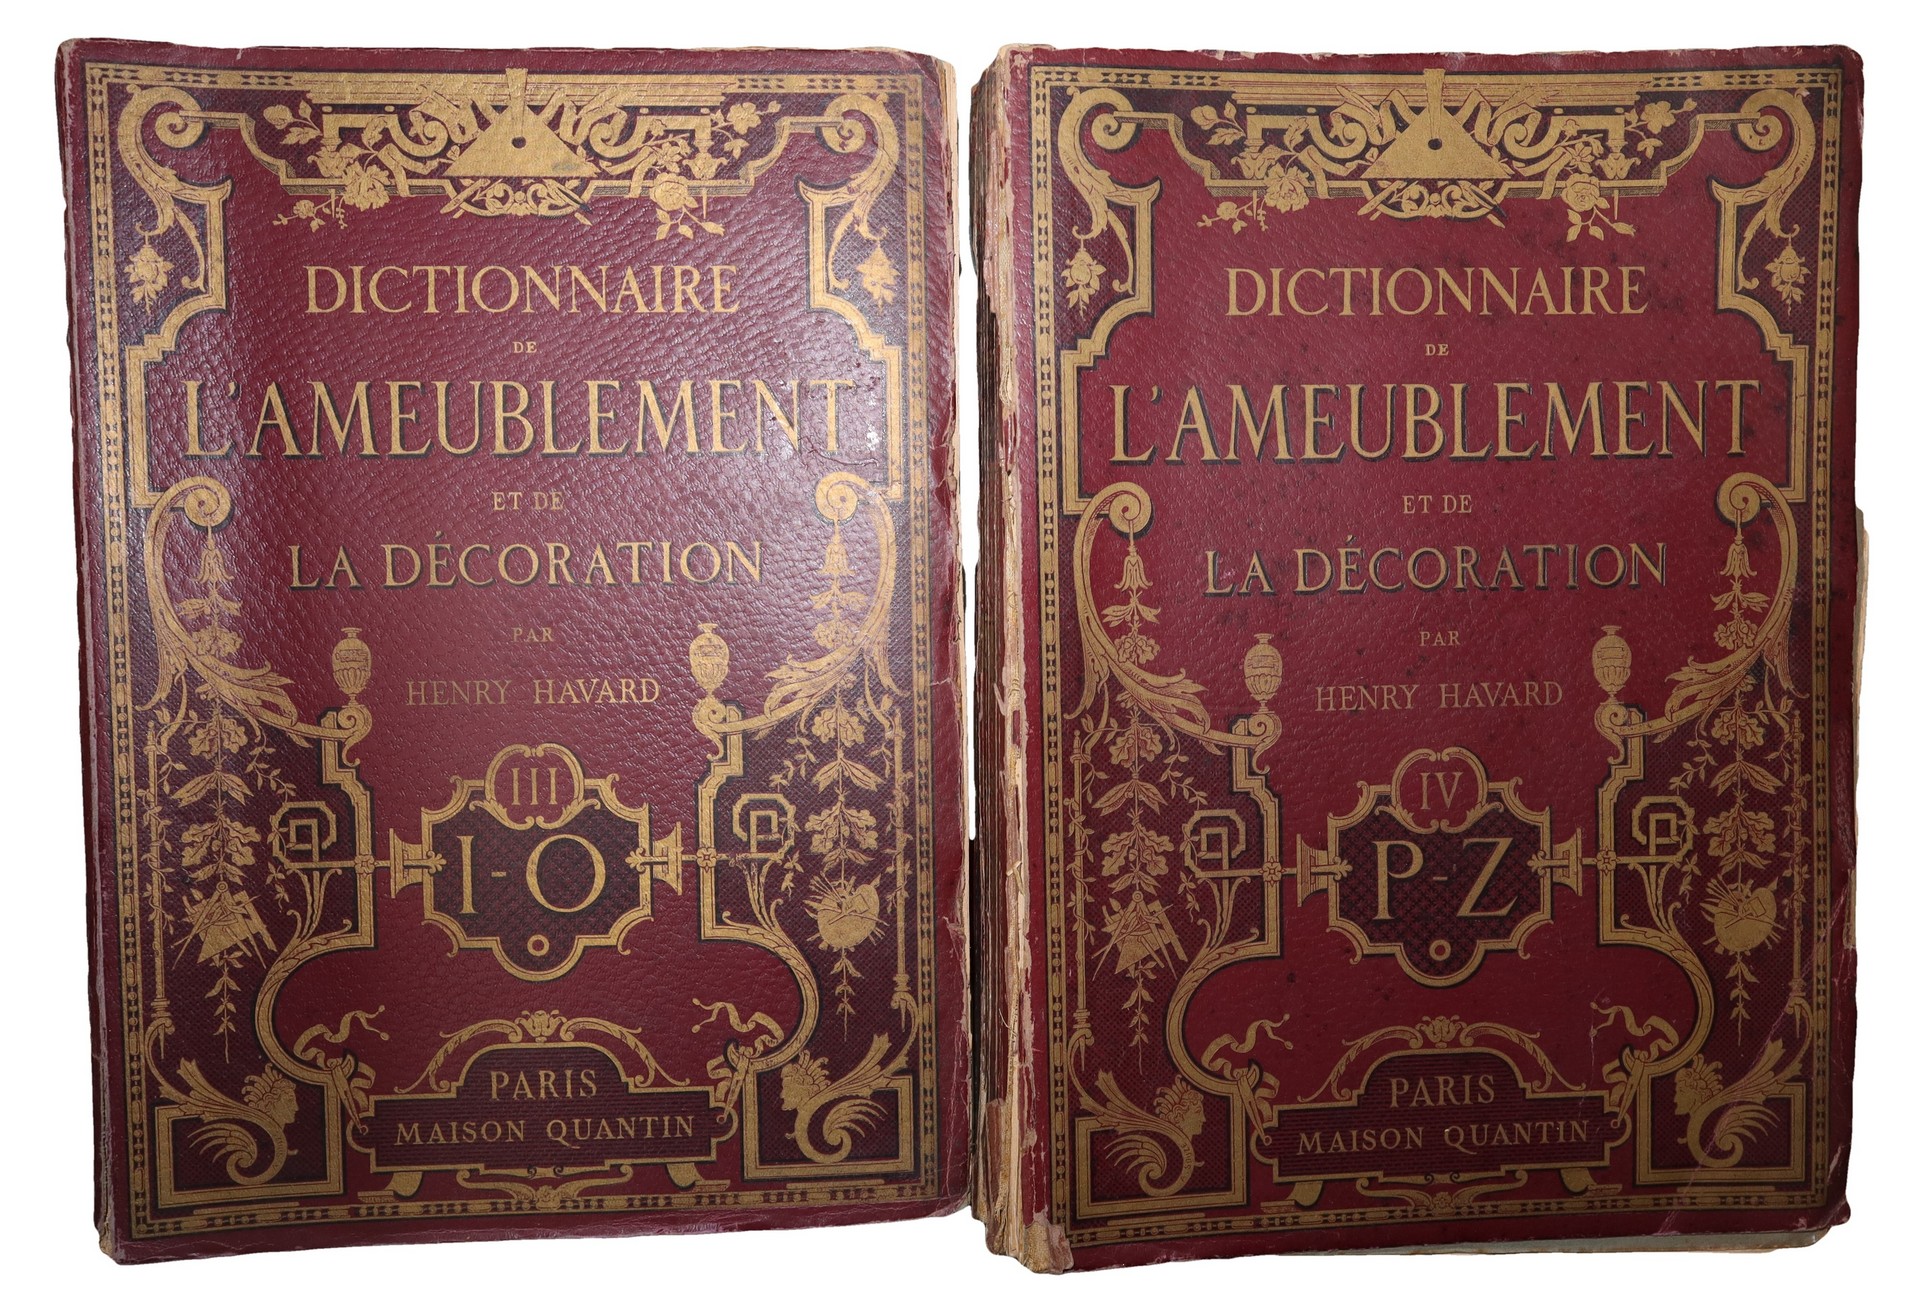 DICTIONNAIRE
DE
L'AMEUBLEMENT
ET DE
LA DÉCORATION
PAR
HENRY HAVARD
III
I-O
PARIS
MAISON QUANTIN
DICTIONNAIRE
DE
L'AMEUBLEMENT
ET DE
LA DÉCORATION
PAR
HENRY HAVARD
IV
P-Z
PARIS
MAISON QUANTIN